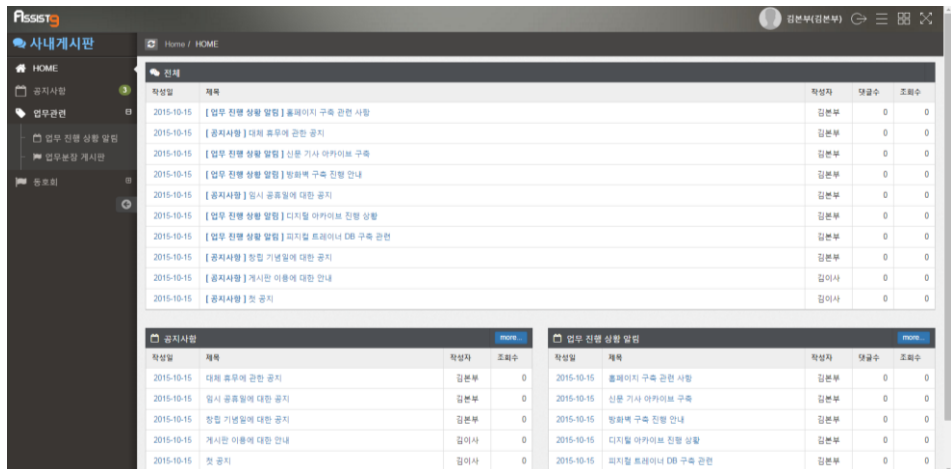 Assist9
김본부(김본부)
사내게시판
Home / HOME
HOME
공지사항 3
업무관련
업무 진행 상황 알림
업무분장 게시판
동호회
전체
작성일 제목 작성자 댓글수 조회수
2015-10-15 [ 업무 진행 상황 알림 ] 홈페이지 구축 관련 사항 김본부 0 0
2015-10-15 [ 공지사항 ] 대체 휴무에 관한 공지 김본부 0 0
2015-10-15 [ 업무 진행 상황 알림 ] 신문 기사 아카이브 구축 김본부 0 0
2015-10-15 [ 업무 진행 상황 알림 ] 방화벽 구축 진행 안내 김본부 0 0
2015-10-15 [ 공지사항 ] 임시 공휴일에 대한 공지 김본부 0 0
2015-10-15 [ 업무 진행 상황 알림 ] 디지털 아카이브 진행 상황 김본부 0 0
2015-10-15 [ 업무 진행 상황 알림 ] 피지컬 트레이너 DB 구축 관련 김본부 0 0
2015-10-15 [ 공지사항 ] 창립 기념일에 대한 공지 김본부 0 0
2015-10-15 [ 공지사항 ] 게시판 이용에 대한 안내 김이사 0 0
2015-10-15 [ 공지사항 ] 첫 공지 김이사 0 0
공지사항 more...
작성일 제목 작성자 조회수
2015-10-15 대체 휴무에 관한 공지 김본부 0
2015-10-15 임시 공휴일에 대한 공지 김본부 0
2015-10-15 창립 기념일에 대한 공지 김본부 0
2015-10-15 게시판 이용에 대한 안내 김이사 0
2015-10-15 첫 공지 김이사 0
업무 진행 상황 알림 more...
작성일 제목 작성자 댓글수 조회수
2015-10-15 홈페이지 구축 관련 사항 김본부 0 0
2015-10-15 신문 기사 아카이브 구축 김본부 0 0
2015-10-15 방화벽 구축 진행 안내 김본부 0 0
2015-10-15 디지털 아카이브 진행 상황 김본부 0 0
2015-10-15 피지컬 트레이너 DB 구축 관련 김본부 0 0